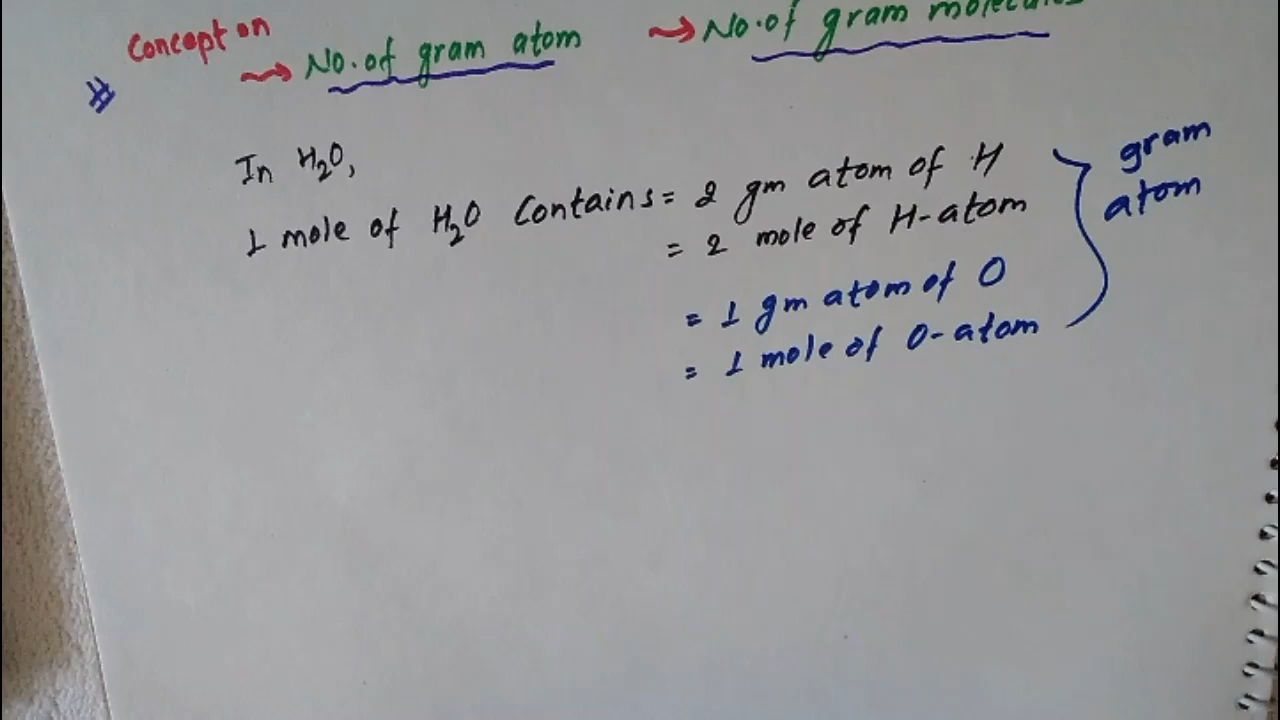 Concept on
→ No. of gram atom → No. of gram molecules
In H₂O,
1 mole of H₂O Contains = 2 gm atom of H
= 2 mole of H-atom
= 1 gm atom of O
= 1 mole of O-atom
gram
atom